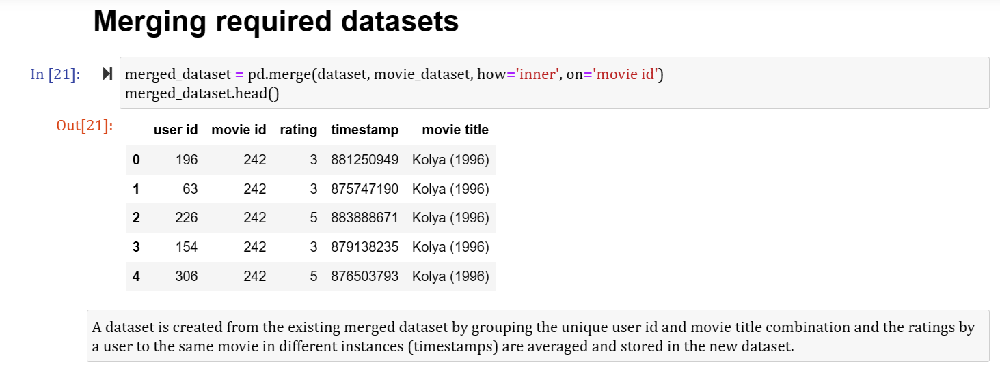 Merging required datasets
In [21]:
merged_dataset = pd.merge(dataset, movie_dataset, how='inner', on='movie id')
merged_dataset.head()
Out[21]:
user id movie id rating timestamp movie title
0 196 242 3 881250949 Kolya (1996)
1 63 242 3 875747190 Kolya (1996)
2 226 242 5 883888671 Kolya (1996)
3 154 242 3 879138235 Kolya (1996)
4 306 242 5 876503793 Kolya (1996)
A dataset is created from the existing merged dataset by grouping the unique user id and movie title combination and the ratings by
a user to the same movie in different instances (timestamps) are averaged and stored in the new dataset.